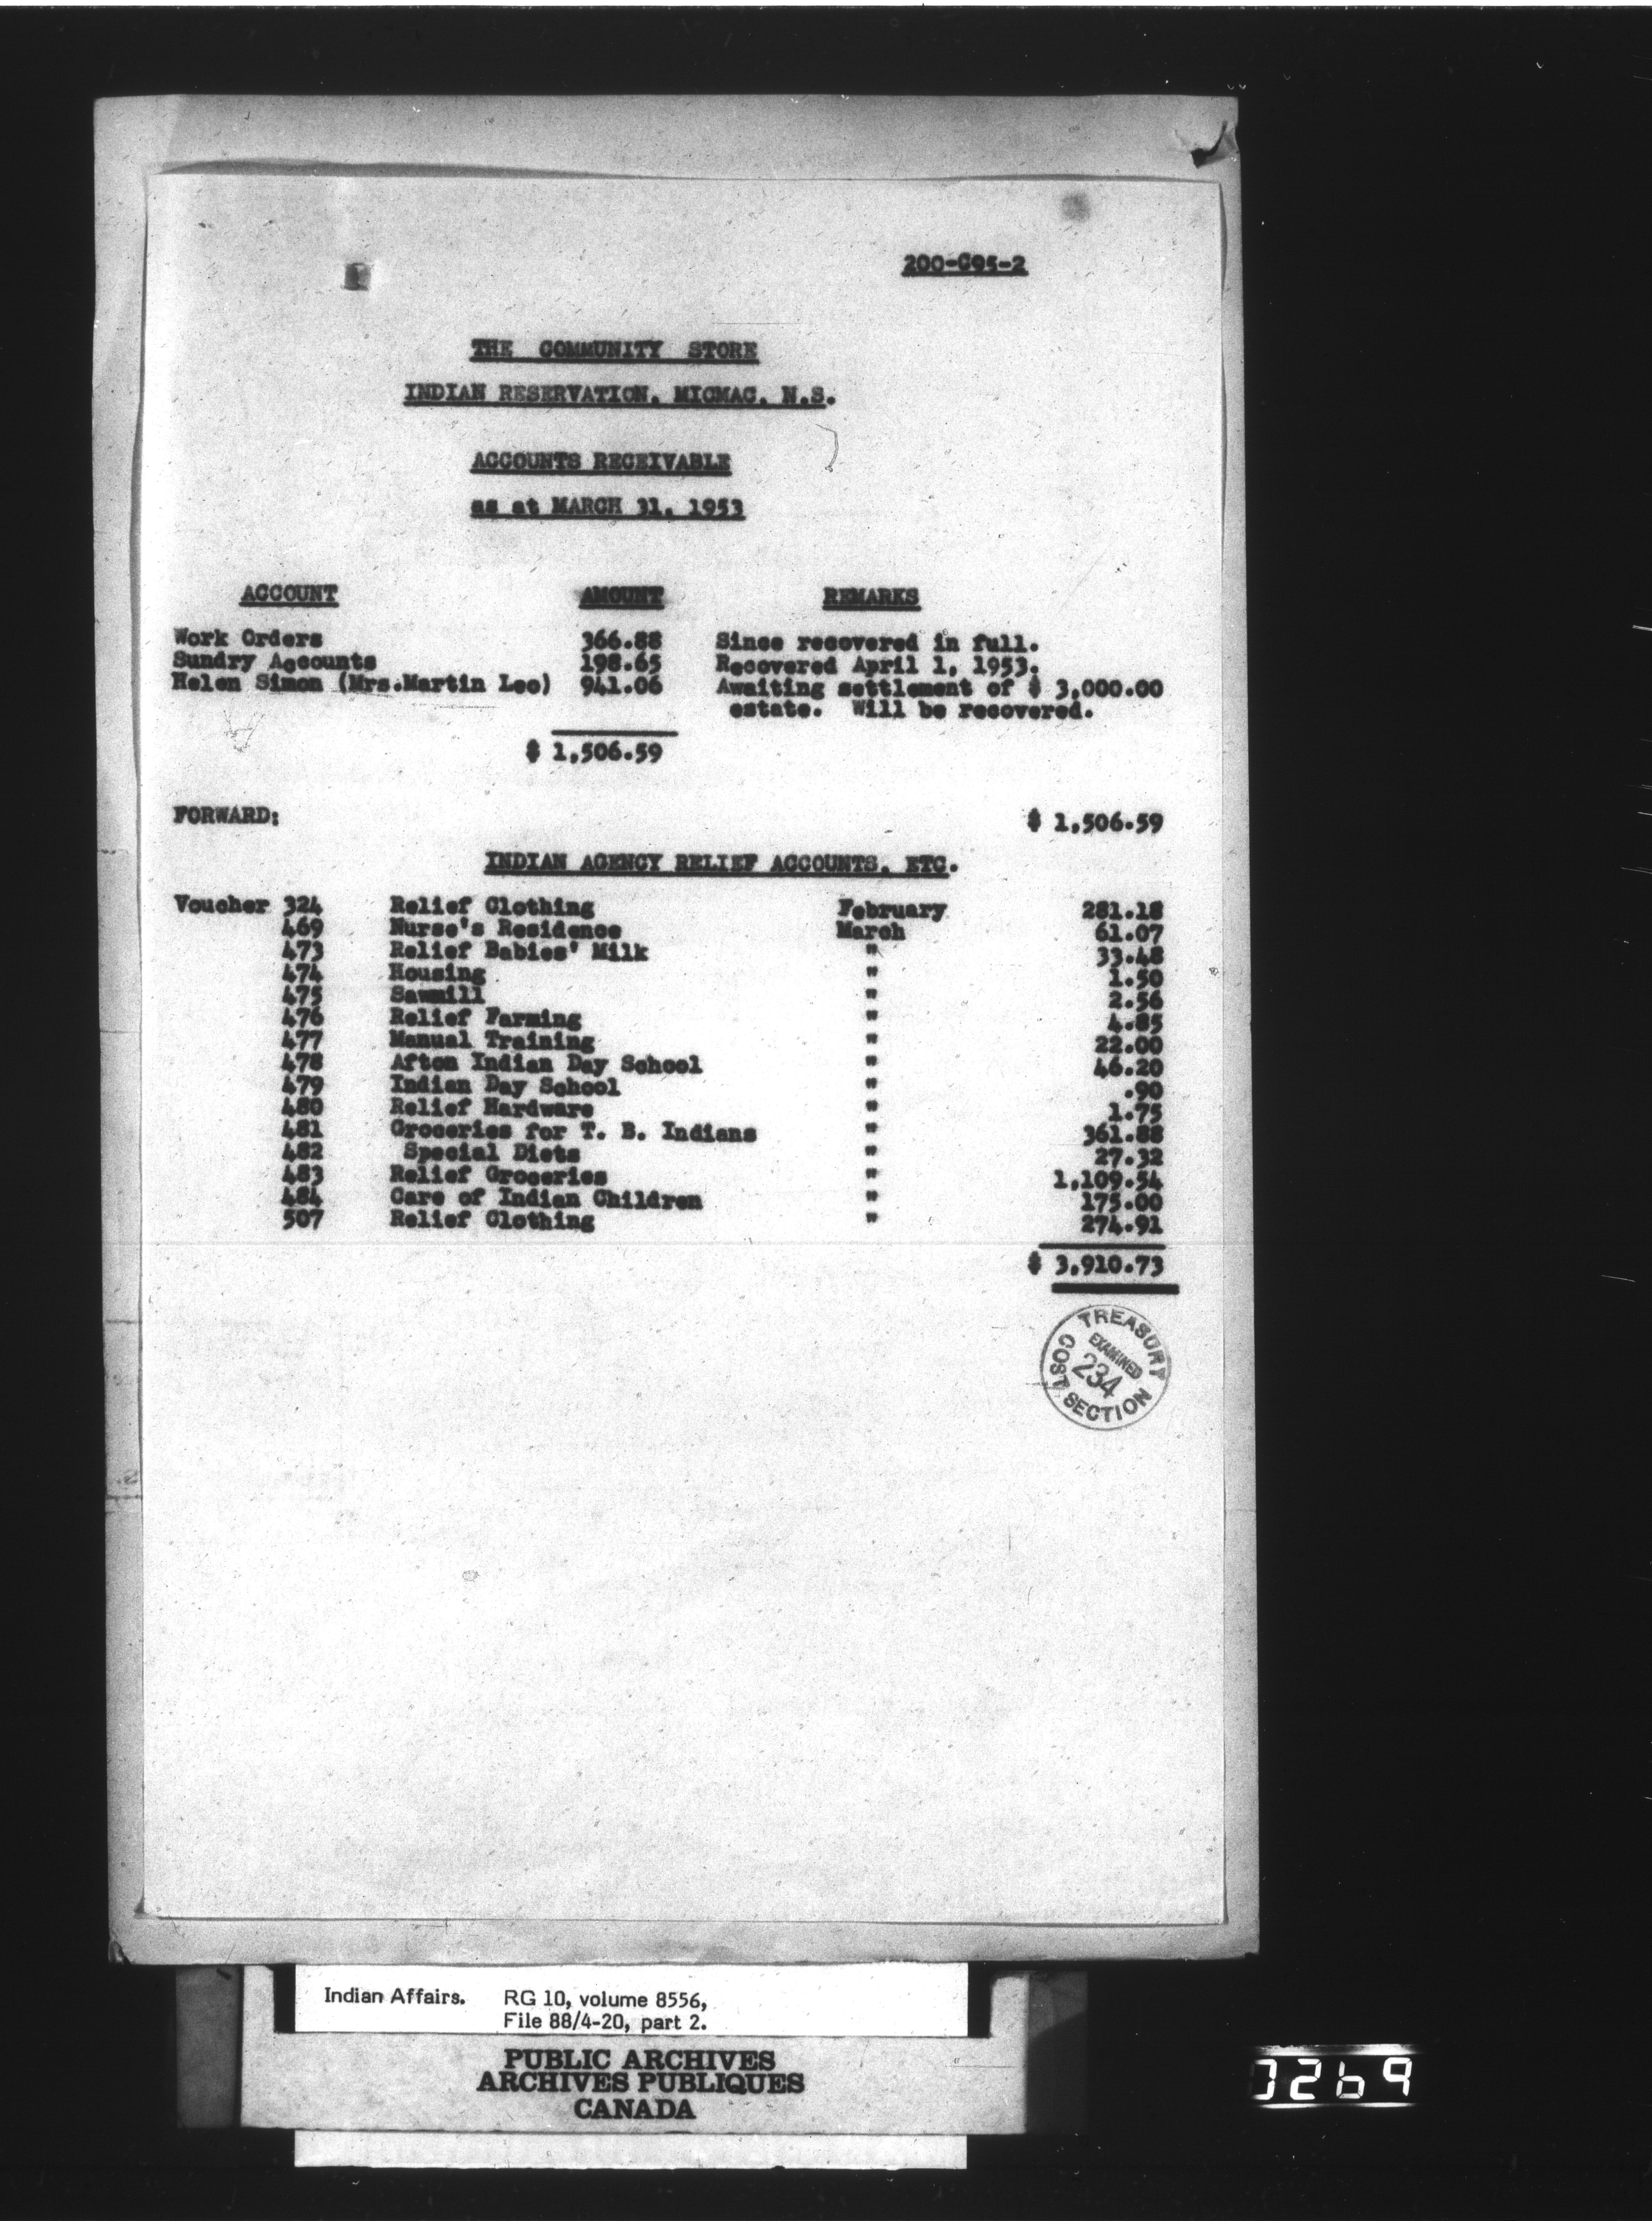 200-G95-2
THE COMMUNITY STORE
INDIAN RESERVATION, MICMAC, N.S.
ACCOUNTS RECEIVABLE
as at MARCH 31, 1953
ACCOUNT AMOUNT REMARKS
Work Orders 366.88 Since recovered in full.
Sundry Accounts 198.65 Recovered April 1, 1953.
Helen Simon (Mrs.Martin Leo) 941.06 Awaiting settlement of $ 3,000.00
estate. Will be recovered.
$ 1,506.59
FORWARD: $ 1,506.59
INDIAN AGENCY RELIEF ACCOUNTS, ETC.
Voucher 324 Relief Clothing February 281.18
469 Nurse's Residence March 61.07
473 Relief Babies' Milk " 33.48
474 Housing " 1.50
475 Sawmill " 2.56
476 Relief Farming " 4.85
477 Manual Training " 22.00
478 Afton Indian Day School " 46.20
479 Indian Day School " .90
480 Relief Hardware " 1.75
481 Groceries for T. B. Indians " 361.88
482 Special Diets " 27.32
483 Relief Groceries " 1,109.54
484 Care of Indian Children " 175.00
507 Relief Clothing " 274.91
$ 3,910.73
TREASURY
EXAMINED
234
COST SECTION
Indian Affairs. RG 10, volume 8556,
File 88/4-20, part 2.
PUBLIC ARCHIVES
ARCHIVES PUBLIQUES
CANADA
0269